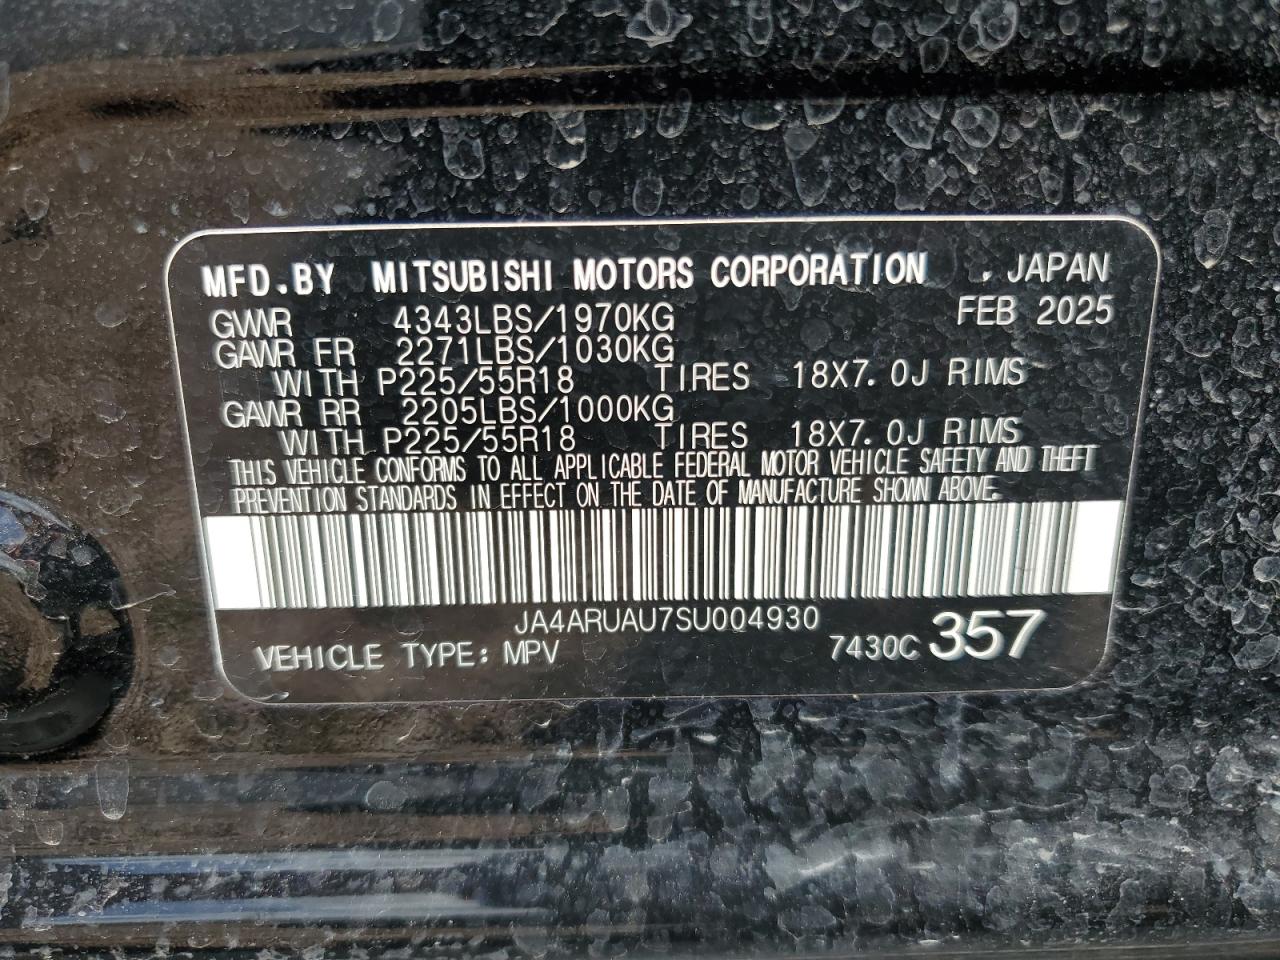 MFD.BY MITSUBISHI MOTORS CORPORATION , JAPAN
GVWR 4343LBS/1970KG FEB 2025
GAWR FR 2271LBS/1030KG
WITH P225/55R18 TIRES 18X7.0J RIMS
GAWR RR 2205LBS/1000KG
WITH P225/55R18 TIRES 18X7.0J RIMS
THIS VEHICLE CONFORMS TO ALL APPLICABLE FEDERAL MOTOR VEHICLE SAFETY AND THEFT
PREVENTION STANDARDS IN EFFECT ON THE DATE OF MANUFACTURE SHOWN ABOVE.
JA4ARUAU7SU004930
VEHICLE TYPE: MPV 7430C 357